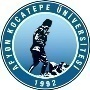 AFYON KOCATEPE ÜNİVERSİTESİ
1992